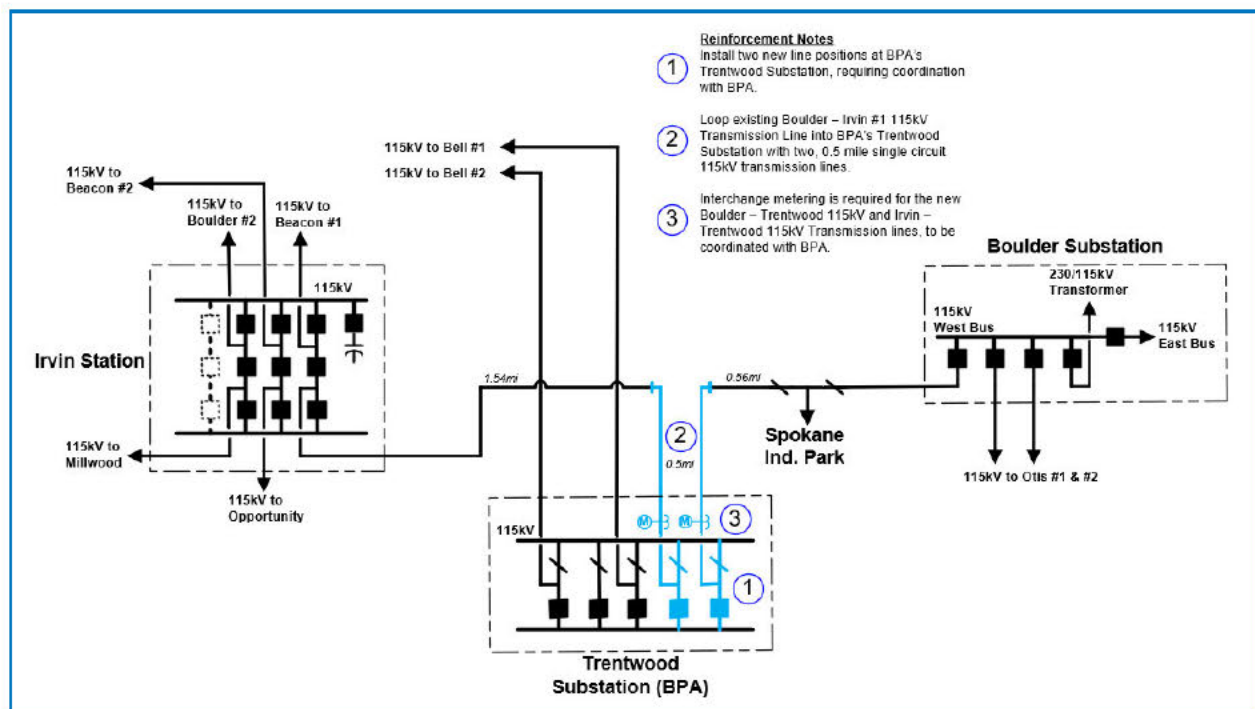 Reinforcement Notes
1
Install two new line positions at BPA's
Trentwood Substation, requiring coordination
with BPA.
2
Loop existing Boulder – Irvin #1 115kV
Transmission Line into BPA's Trentwood
Substation with two, 0.5 mile single circuit
115kV transmission lines.
3
Interchange metering is required for the new
Boulder – Trentwood 115kV and Irvin –
Trentwood 115kV Transmission lines, to be
coordinated with BPA.
115kV to Bell #1
115kV to Bell #2
115kV to
Beacon #2
115kV to
Boulder #2
115kV to
Beacon #1
115kV
Irvin Station
115kV to
Millwood
115kV to
Opportunity
1.54mi
0.56mi
2
0.5mi
Spokane
Ind. Park
Boulder Substation
230/115kV
Transformer
115kV
West Bus
115kV
East Bus
115kV to Otis #1 & #2
M
M
3
115kV
1
Trentwood
Substation (BPA)